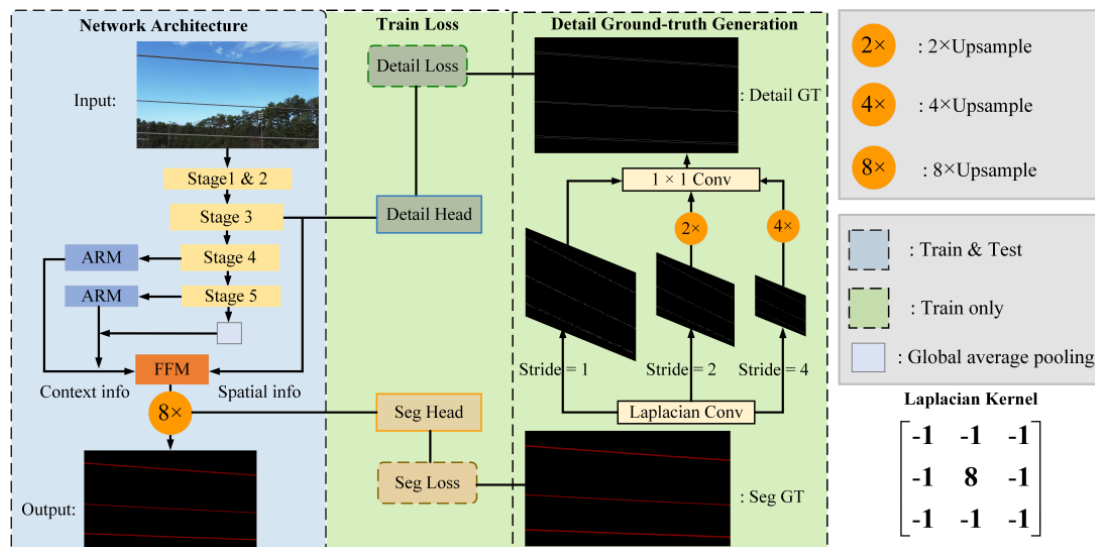 Network Architecture
Input:
Stage1 & 2
Stage 3
ARM
Stage 4
ARM
Stage 5
FFM
Context info
Spatial info
8×
Output:
Train Loss
Detail Loss
Detail Head
Seg Head
Seg Loss
Detail Ground-truth Generation
: Detail GT
1 × 1 Conv
2×
4×
Stride = 1
Stride = 2
Stride = 4
Laplacian Conv
: Seg GT
2× : 2×Upsample
4× : 4×Upsample
8× : 8×Upsample
: Train & Test
: Train only
: Global average pooling
Laplacian Kernel
-1 -1 -1
-1 8 -1
-1 -1 -1